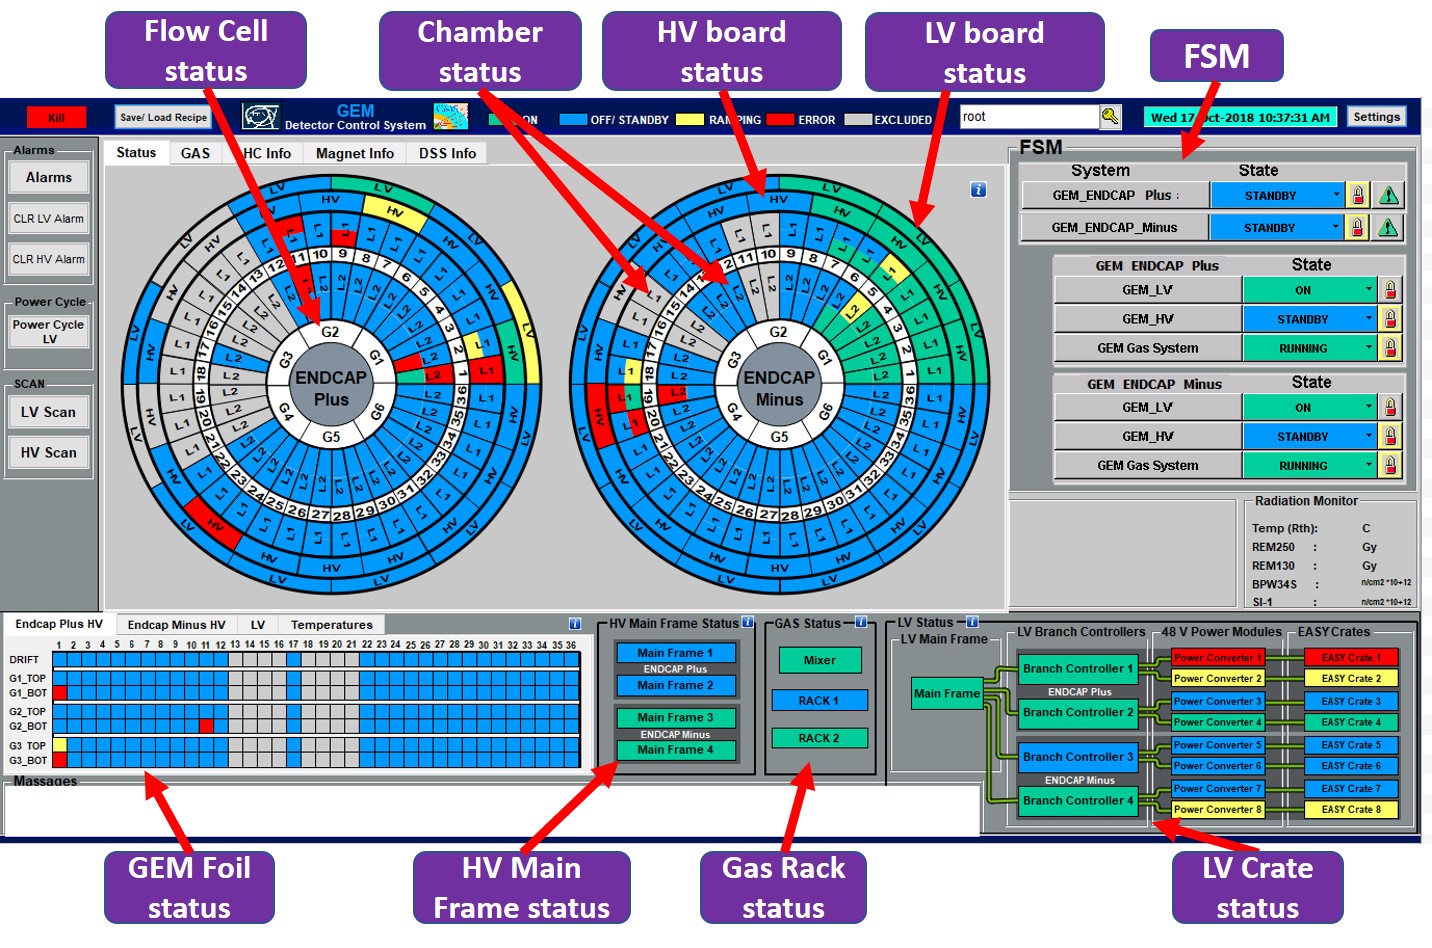 Flow Cell
status
Chamber
status
HV board
status
LV board
status
FSM
Kill
Save/ Load Recipe
GEM
Detector Control System
ON
OFF/ STANDBY
RAMPING
ERROR
EXCLUDED
root
Wed 17 Oct-2018 10:37:31 AM
Settings
Alarms
Alarms
CLR LV Alarm
CLR HV Alarm
Power Cycle
Power Cycle
LV
SCAN
LV Scan
HV Scan
Status
GAS
HC Info
Magnet Info
DSS Info
ENDCAP
Plus
G1
G2
G3
G4
G5
G6
ENDCAP
Minus
G1
G2
G3
G4
G5
G6
FSM
System State
GEM_ENDCAP Plus : STANDBY
GEM_ENDCAP_Minus STANDBY
GEM ENDCAP Plus State
GEM_LV ON
GEM_HV STANDBY
GEM Gas System RUNNING
GEM ENDCAP Minus State
GEM_LV ON
GEM_HV STANDBY
GEM Gas System RUNNING
Radiation Monitor
Temp (Rth): C
REM250 : Gy
REM130 : Gy
BPW34S : n/cm2 *10+12
SI-1 : n/cm2 *10+12
Endcap Plus HV
Endcap Minus HV
LV
Temperatures
1 2 3 4 5 6 7 8 9 10 11 12 13 14 15 16 17 18 19 20 21 22 23 24 25 26 27 28 29 30 31 32 33 34 35 36
DRIFT
G1_TOP
G1_BOT
G2_TOP
G2_BOT
G3 TOP
G3_BOT
Massages
HV Main Frame Status
Main Frame 1
ENDCAP Plus
Main Frame 2
Main Frame 3
ENDCAP Minus
Main Frame 4
GAS Status
Mixer
RACK 1
RACK 2
LV Status
LV Main Frame
Main Frame
LV Branch Controllers
Branch Controller 1
ENDCAP Plus
Branch Controller 2
Branch Controller 3
ENDCAP Minus
Branch Controller 4
48 V Power Modules
Power Converter 1
Power Converter 2
Power Converter 3
Power Converter 4
Power Converter 5
Power Converter 6
Power Converter 7
Power Converter 8
EASY Crates
EASY Crate 1
EASY Crate 2
EASY Crate 3
EASY Crate 4
EASY Crate 5
EASY Crate 6
EASY Crate 7
EASY Crate 8
GEM Foil
status
HV Main
Frame status
Gas Rack
status
LV Crate
status